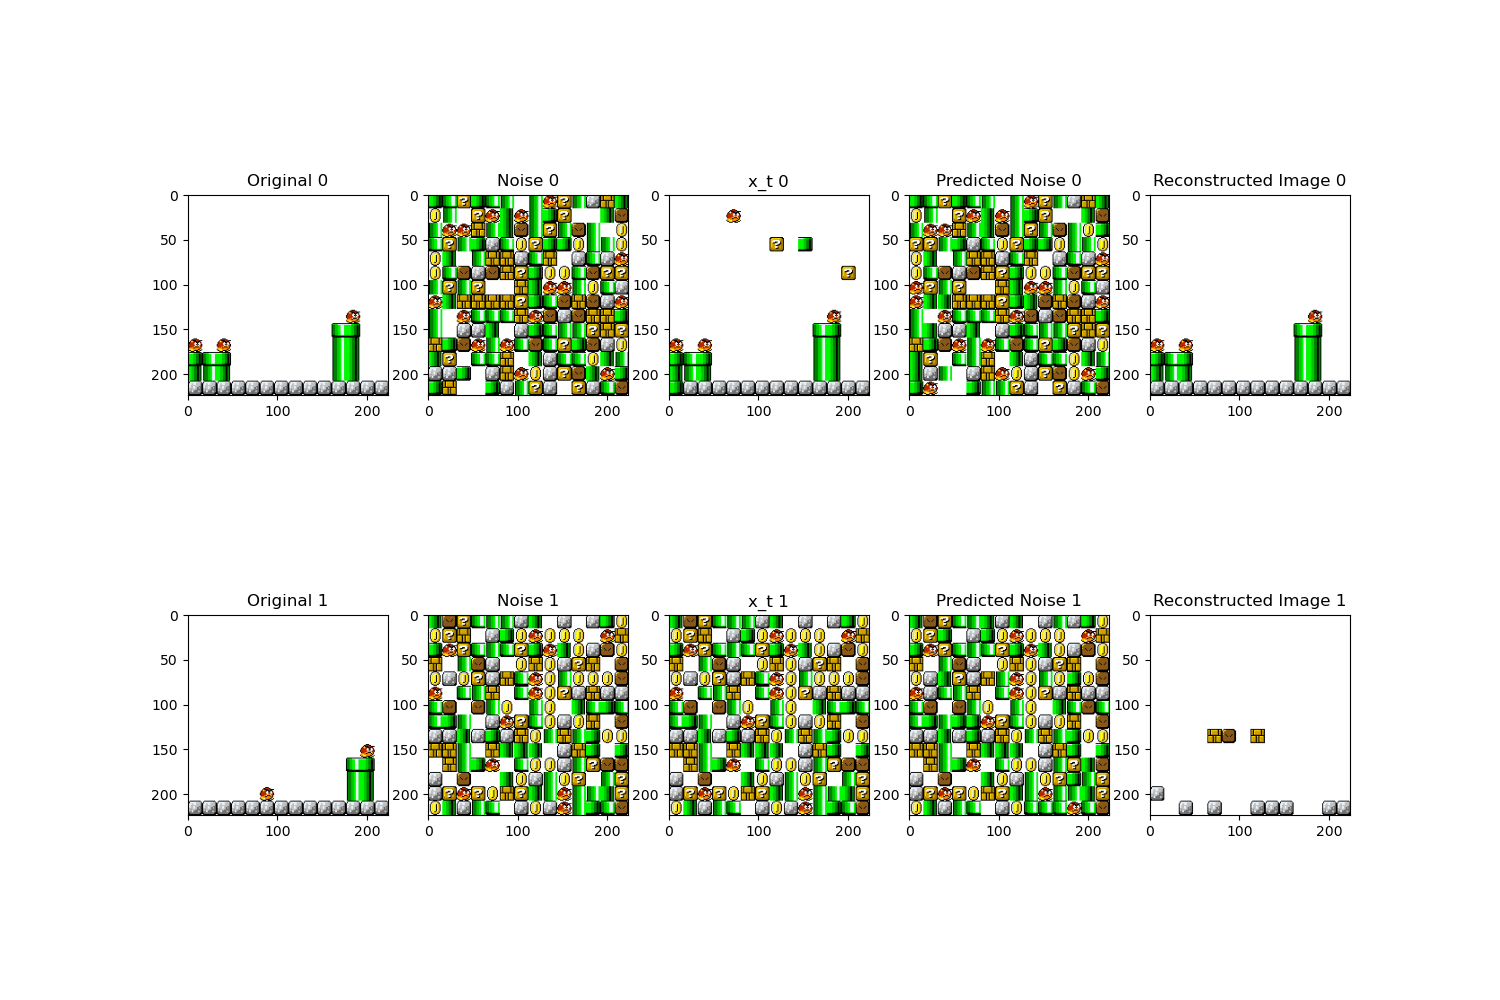 Original 0
Noise 0
x_t 0
Predicted Noise 0
Reconstructed Image 0
0
50
100
150
200
0 100 200
0 100 200
0 100 200
0 100 200
0 100 200
Original 1
Noise 1
x_t 1
Predicted Noise 1
Reconstructed Image 1
0
50
100
150
200
0 100 200
0 100 200
0 100 200
0 100 200
0 100 200